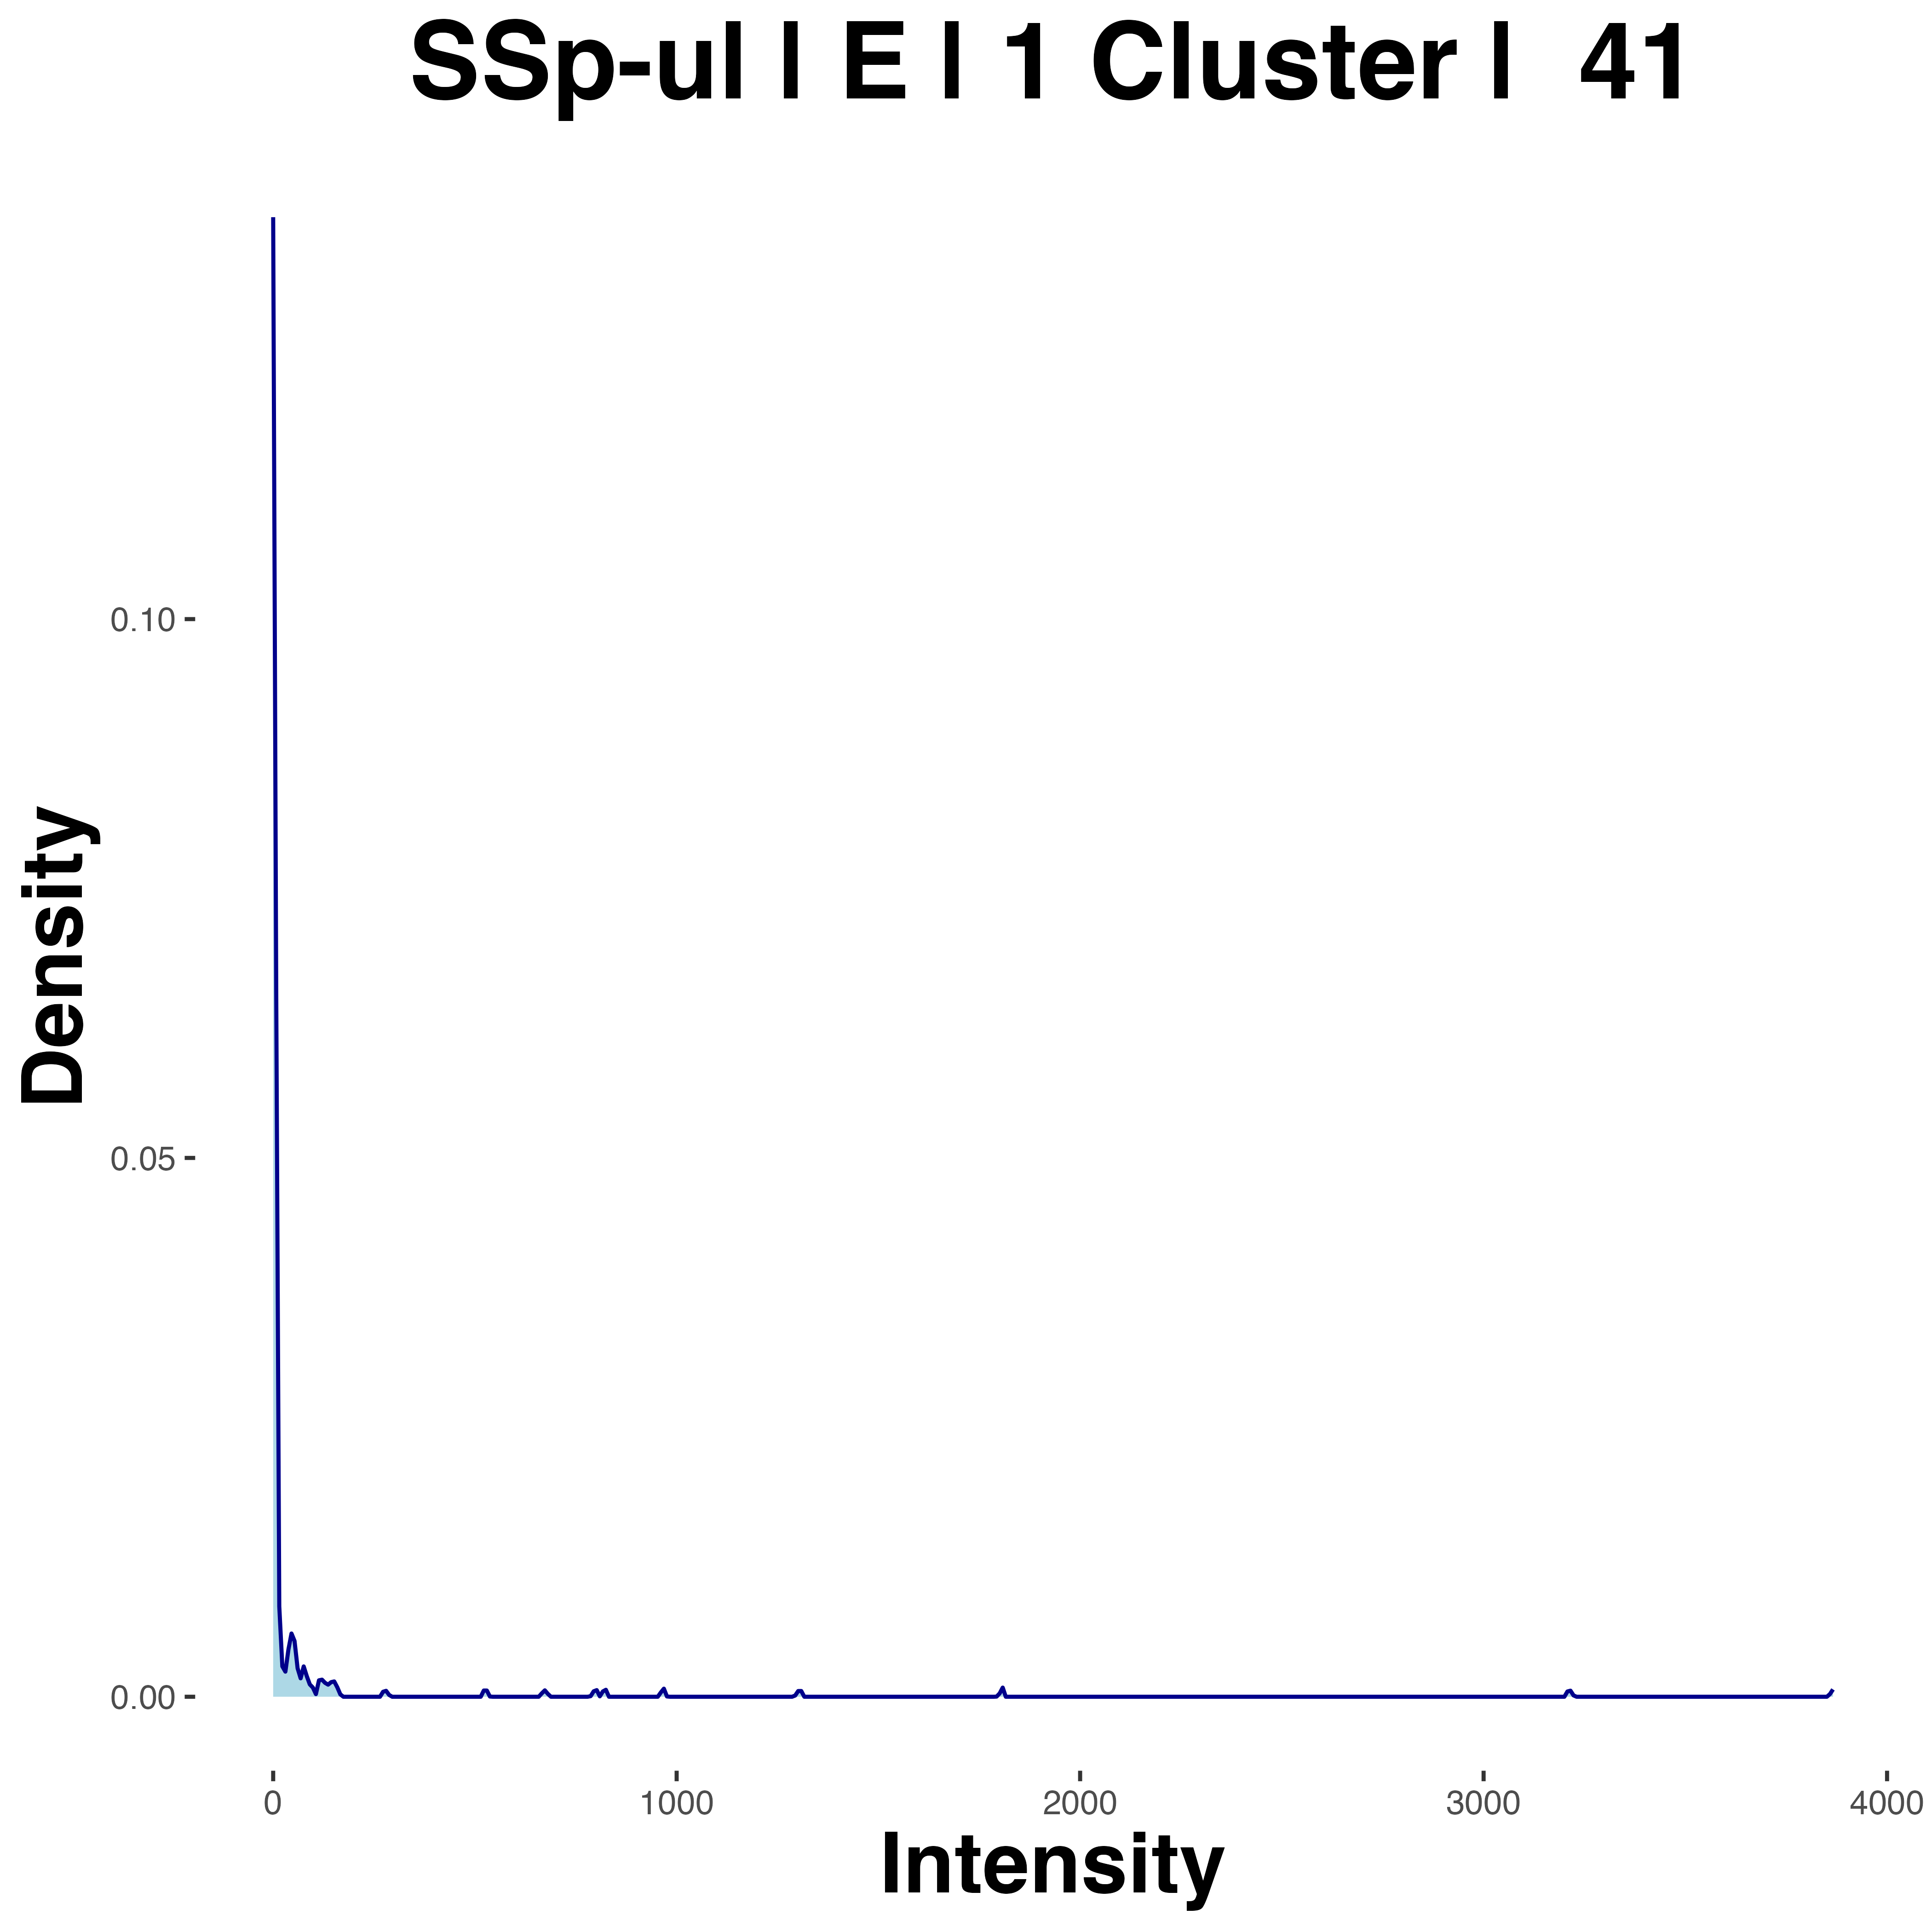 SSp-ul | E | 1 Cluster |  41
Density
0.10
0.05
0.00
0 1000 2000 3000 4000
Intensity